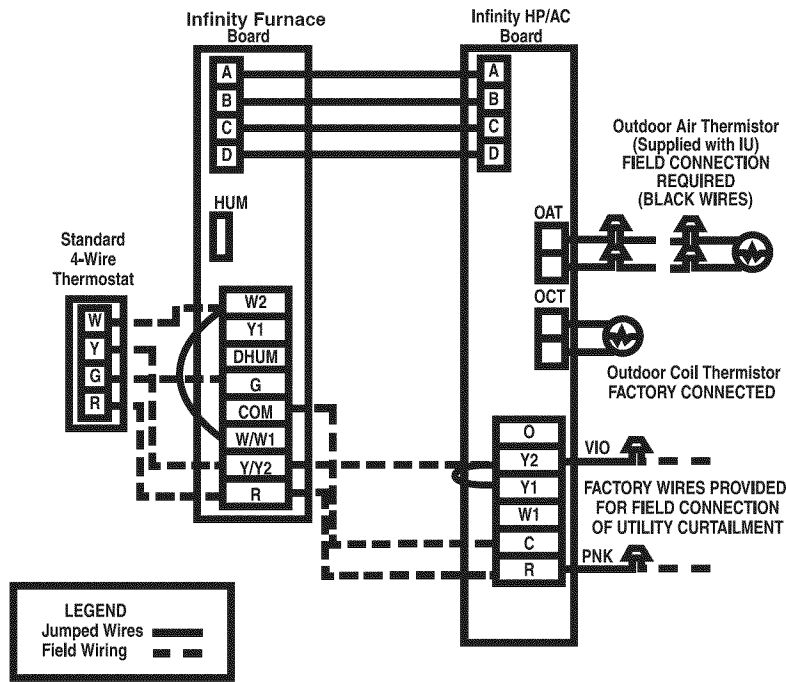 Infinity Furnace
Board
Infinity HP/AC
Board
A
B
C
D
A
B
C
D
HUM
Outdoor Air Thermistor
(Supplied with IU)
FIELD CONNECTION
REQUIRED
(BLACK WIRES)
OAT
Standard
4-Wire
Thermostat
W
Y
G
R
W2
Y1
DHUM
G
COM
W/W1
Y/Y2
R
OCT
Outdoor Coil Thermistor
FACTORY CONNECTED
O
Y2
Y1
W1
C
R
VIO
FACTORY WIRES PROVIDED
FOR FIELD CONNECTION
OF UTILITY CURTAILMENT
PNK
LEGEND
Jumped Wires
Field Wiring